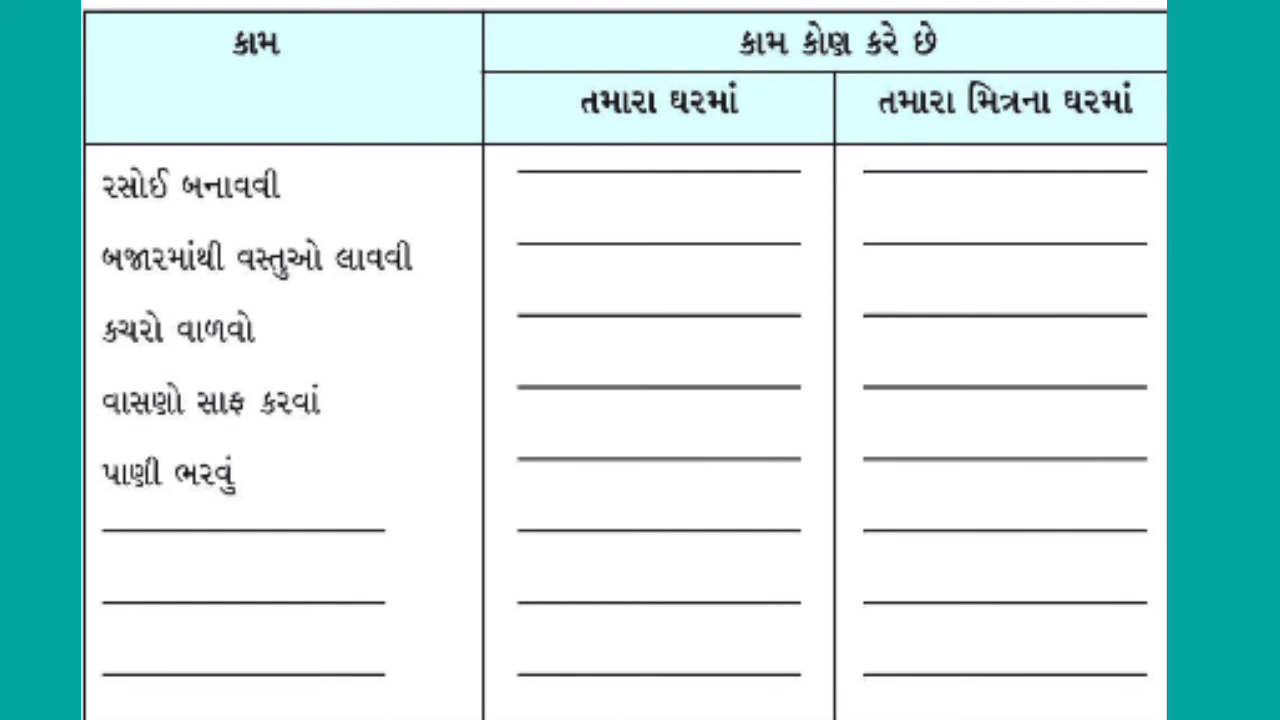 કામ
કામ કોણ કરે છે
તમારા ઘરમાં
તમારા મિત્રના ઘરમાં
રસોઈ બનાવવી
બજારમાંથી વસ્તુઓ લાવવી
કચરો વાળવો
વાસણો સાફ કરવાં
પાણી ભરવું